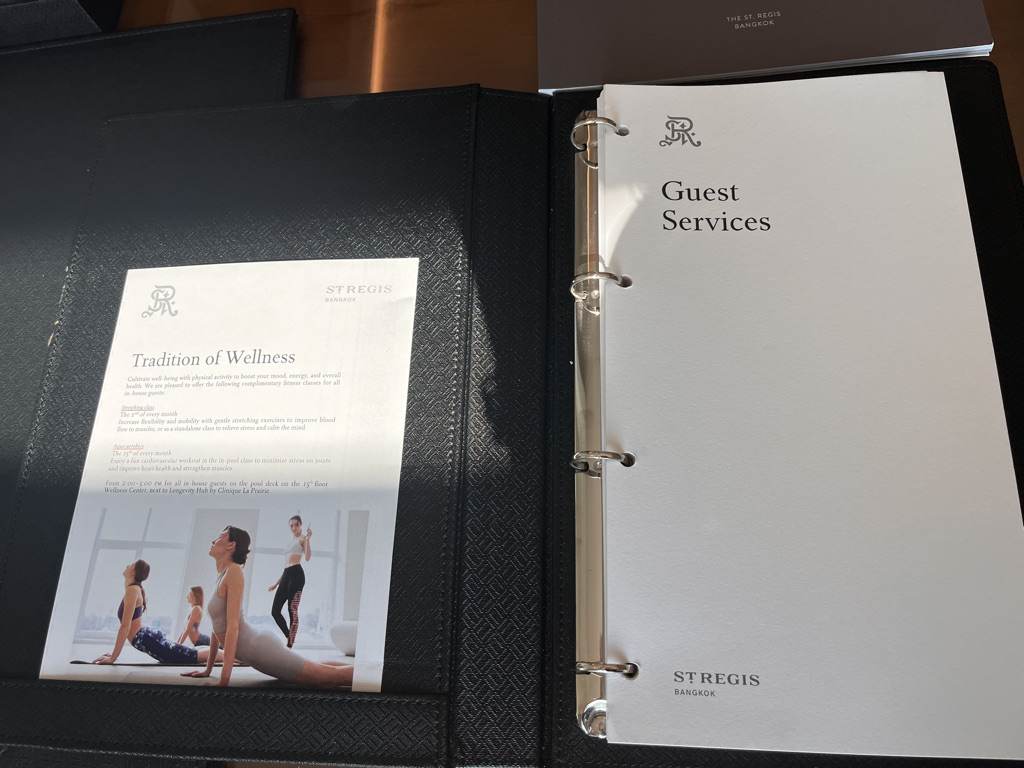 THE ST. REGIS
BANGKOK
ST REGIS
BANGKOK
Tradition of Wellness
Cultivate well-being with physical activity to boost your mood, energy, and overall
health. We are pleased to offer the following complimentary fitness classes for all
in-house guests.
Stretching class
The 2nd of every month
Increase flexibility and mobility with gentle stretching exercises to improve blood
flow to muscles, or as a standalone class to relieve stress and calm the mind.
Aqua aerobics
The 15th of every month
Enjoy a fun cardiovascular workout in the in-pool class to minimize stress on joints
and improve heart health and strengthen muscles.
From 2:00–3:00 PM for all in-house guests on the pool deck on the 15th floor
Wellness Center, next to Longevity Hub by Clinique La Prairie.
Guest
Services
ST REGIS
BANGKOK